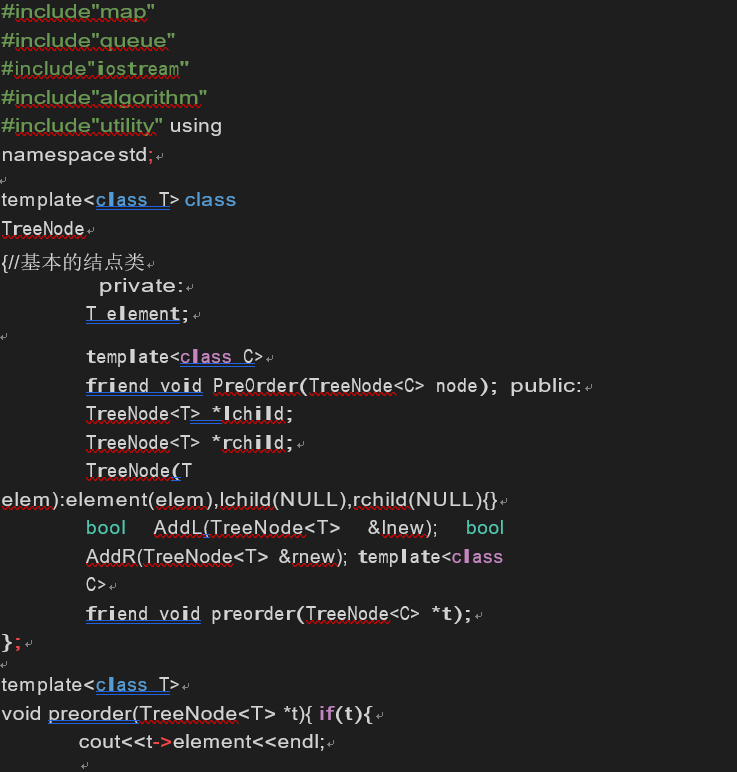 #include"map"
#include"queue"
#include"iostream"
#include"algorithm"
#include"utility" using
namespace std;
template<class T> class
TreeNode
{//基本的结点类
private:
T element;
template<class C>
friend void PreOrder(TreeNode<C> node); public:
TreeNode<T> *lchild;
TreeNode<T> *rchild;
TreeNode(T
elem):element(elem),lchild(NULL),rchild(NULL){}
bool AddL(TreeNode<T> &lnew); bool
AddR(TreeNode<T> &rnew); template<class
C>
friend void preorder(TreeNode<C> *t);
};
template<class T>
void preorder(TreeNode<T> *t){ if(t){
cout<<t->element<<endl;